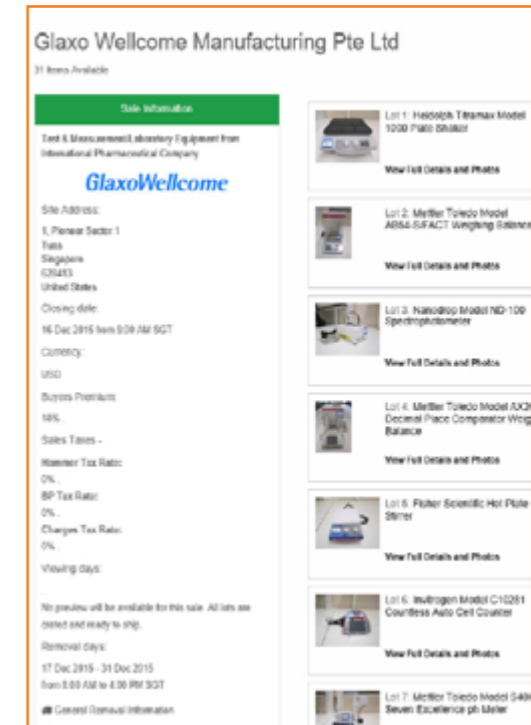 Glaxo Wellcome Manufacturing Pte Ltd
31 Items Available
Sale Information
Test & Measurement/Laboratory Equipment from
International Pharmaceutical Company
GlaxoWellcome
Site Address:
1, Pioneer Sector 1
Tuas
Singapore
628413
United States
Closing date:
16 Dec 2015 from 9:00 AM SGT
Currency:
USD
Buyers Premium:
18%.
Sales Taxes -
Hammer Tax Rate:
0%.
BP Tax Rate:
0%.
Charges Tax Rate:
0%.
Viewing days:
.
No preview will be available for this sale. All lots are
crated and ready to ship.
Removal days:
17 Dec 2015 - 31 Dec 2015
from 8:00 AM to 4:00 PM SGT
General Removal Information
Lot 1: Heidolph Titramax Model
1000 Plate Shaker
View Full Details and Photos
Lot 2: Mettler Toledo Model
AB54-S/FACT Weighing Balance
View Full Details and Photos
Lot 3: Nanodrop Model ND-100
Spectrophotometer
View Full Details and Photos
Lot 4: Mettler Toledo Model
Decimal Place Comparator Weig
Balance
View Full Details and Photos
Lot 5: Fisher Scientific Hot Plate
Stirrer
View Full Details and Photos
Lot 6: Invitrogen Model C10281
Countless Auto Cell Counter
View Full Details and Photos
Lot 7: Mettler Toledo Model
Seven Excellence ph Meter